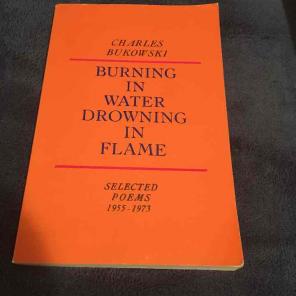 CHARLES
BUKOWSKI
BURNING
IN
WATER
DROWNING
IN
FLAME
SELECTED
POEMS
1955-1973